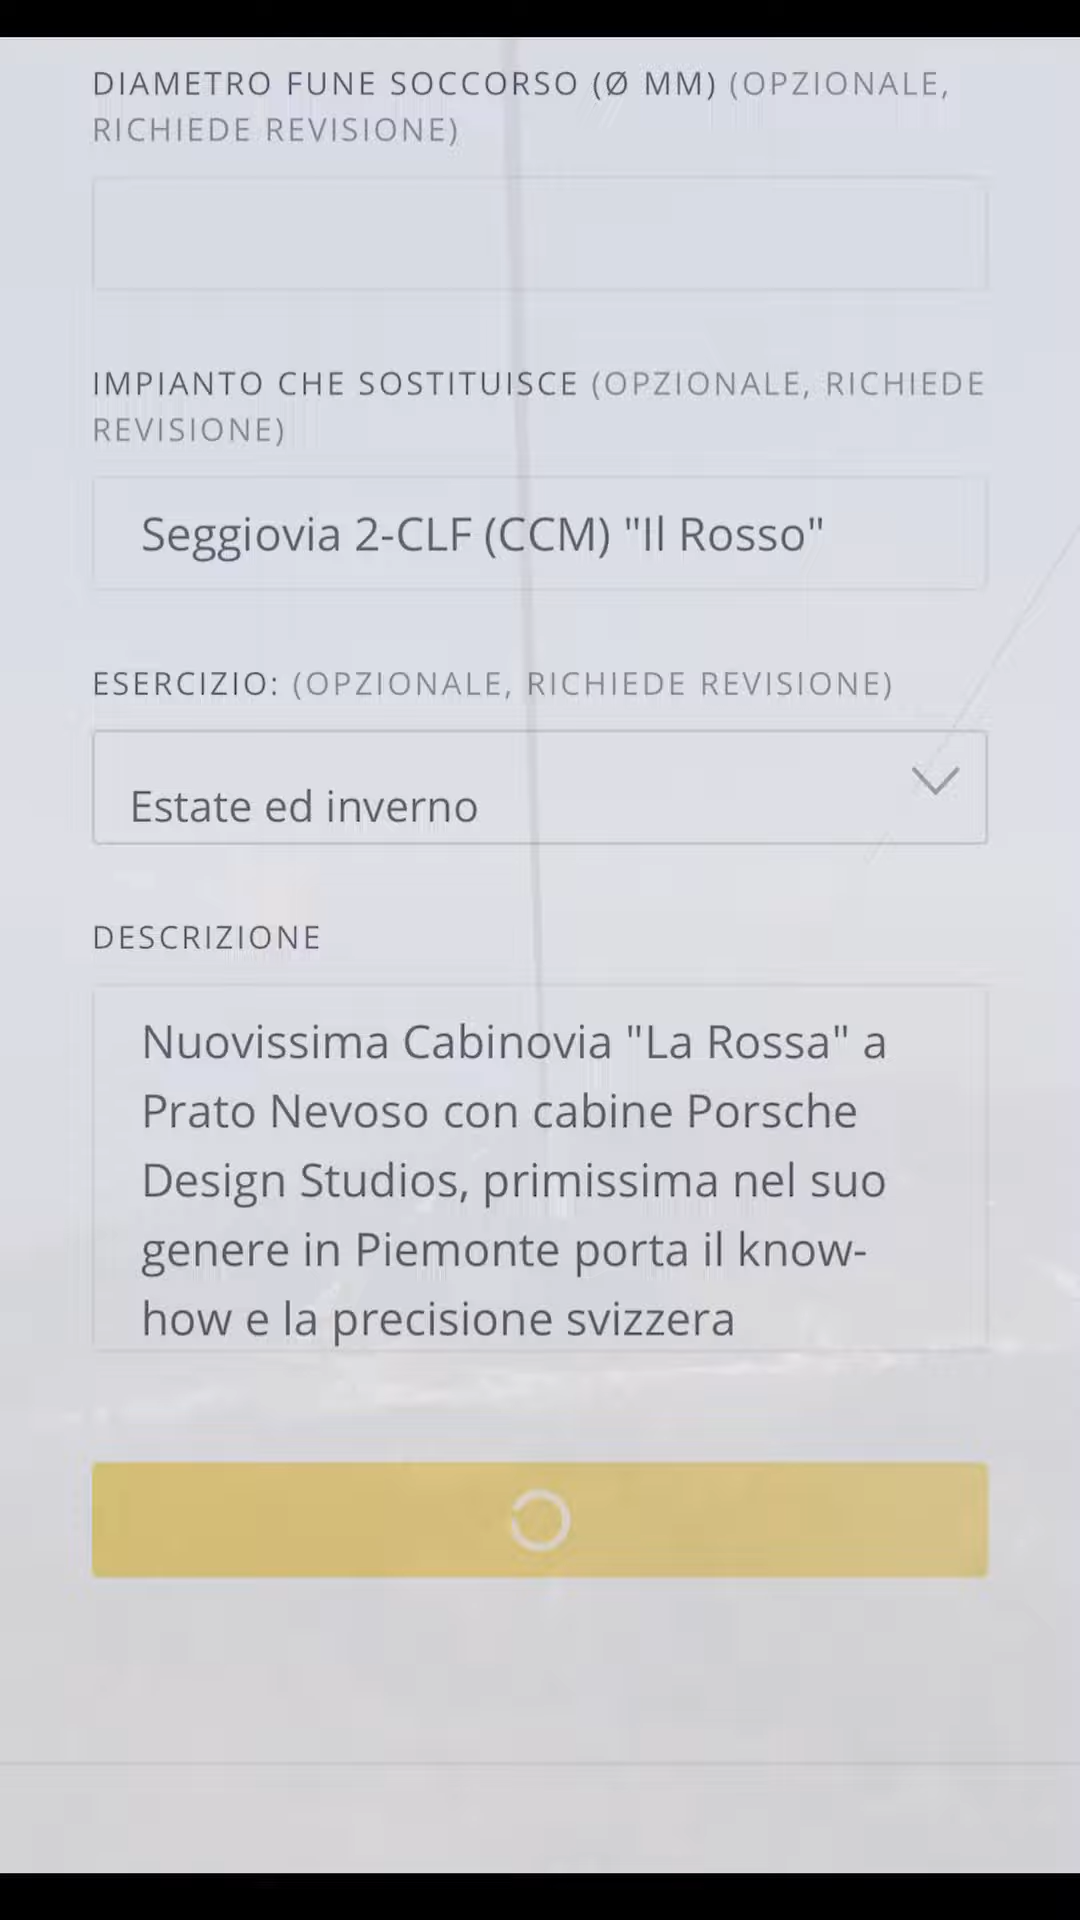 DIAMETRO FUNE SOCCORSO (Ø MM) (OPZIONALE,
RICHIEDE REVISIONE)
IMPIANTO CHE SOSTITUISCE (OPZIONALE, RICHIEDE
REVISIONE)
Seggiovia 2-CLF (CCM) "Il Rosso"
ESERCIZIO: (OPZIONALE, RICHIEDE REVISIONE)
Estate ed inverno
DESCRIZIONE
Nuovissima Cabinovia "La Rossa" a
Prato Nevoso con cabine Porsche
Design Studios, primissima nel suo
genere in Piemonte porta il know-
how e la precisione svizzera